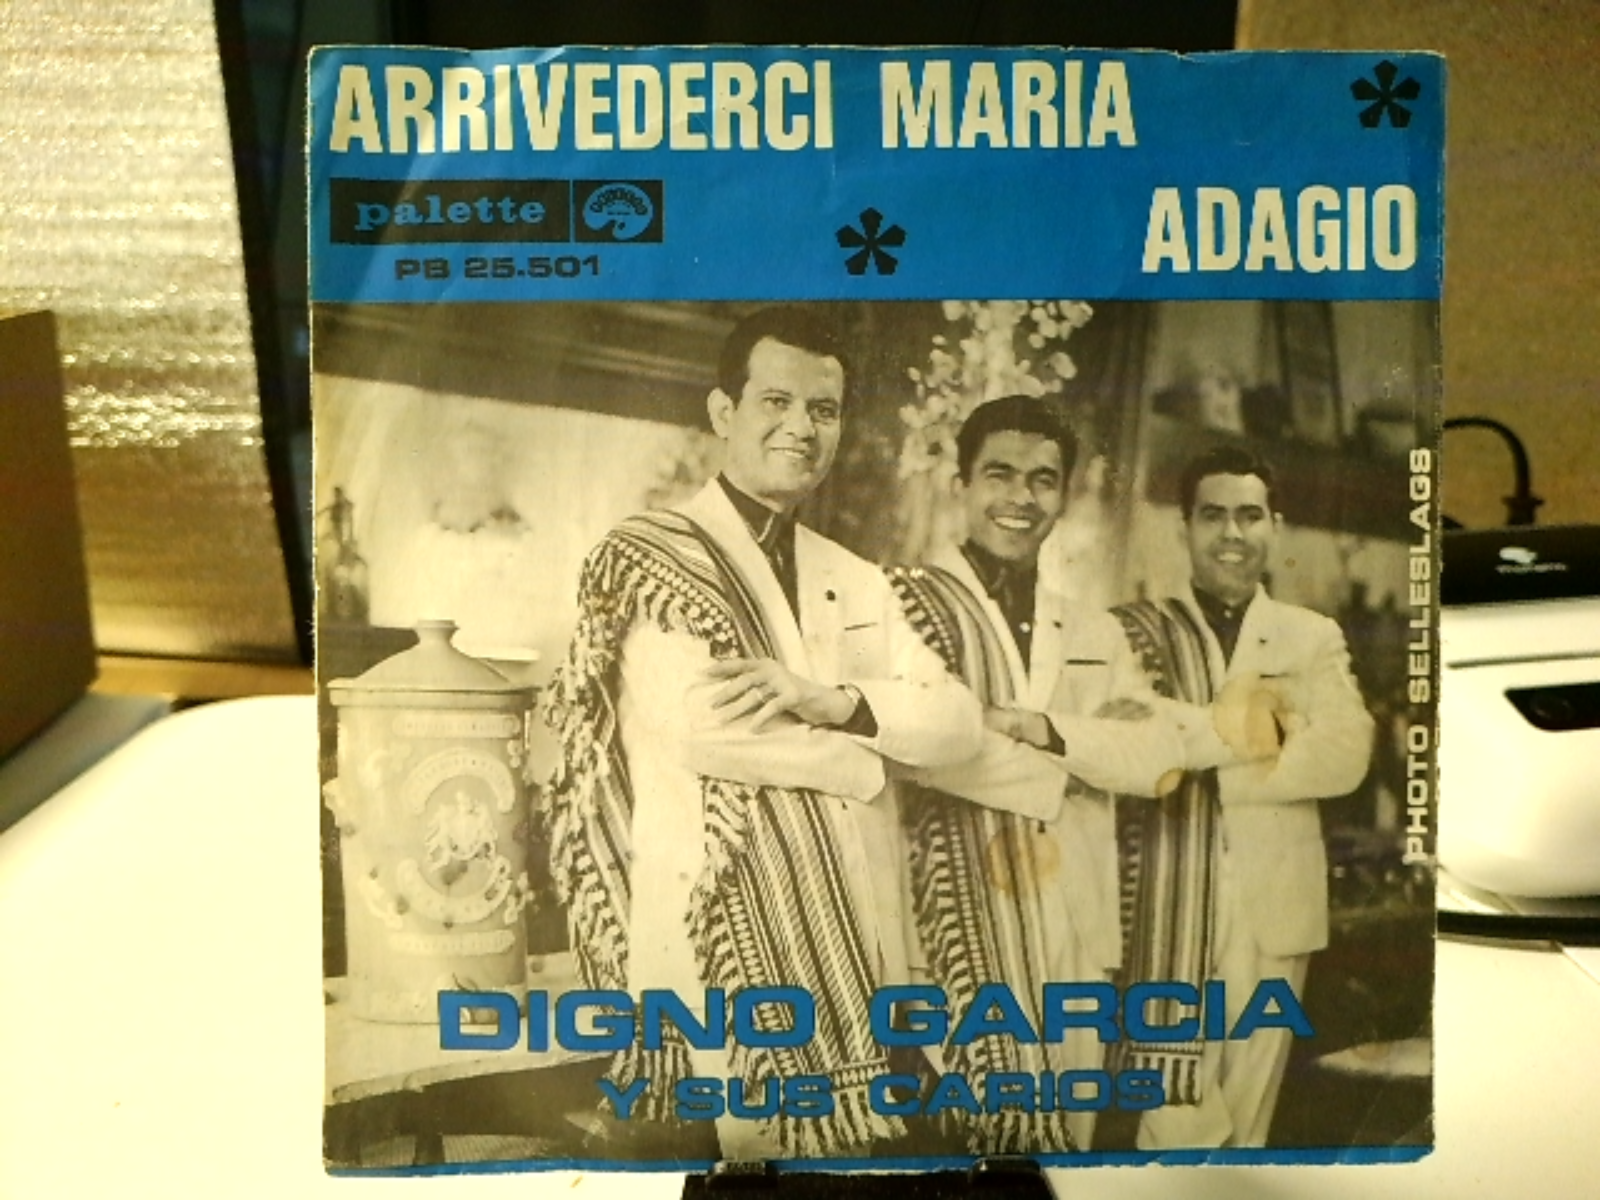 ARRIVEDERCI MARIA
ADAGIO
palette
PB 25.501
PHOTO SELLESLAGS
DIGNO GARCIA
Y SUS CARIOS